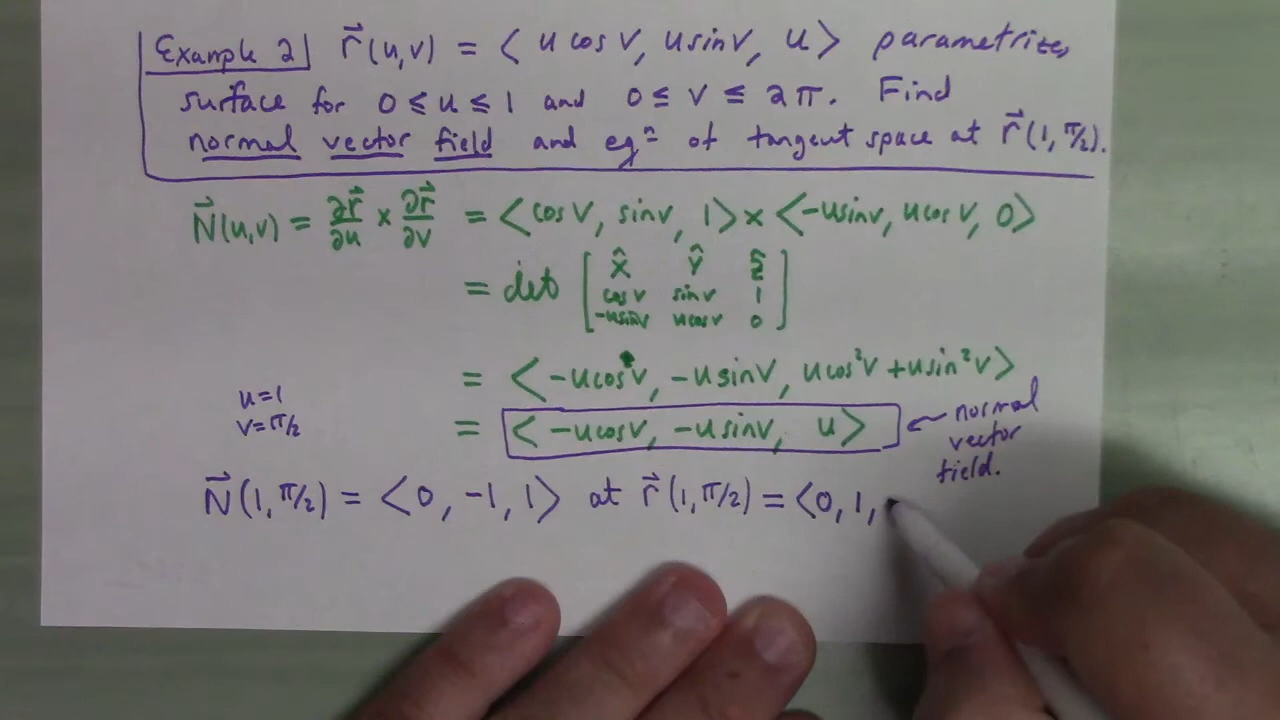 Example 2 r⃗(u,v) = < u cos v, u sin v, u > parametrizes
surface for 0 ≤ u ≤ 1 and 0 ≤ v ≤ 2π. Find
normal vector field and eqⁿ of tangent space at r⃗(1, π/2).
N⃗(u,v) = ∂r⃗/∂u × ∂r⃗/∂v = <cos v, sin v, 1> × <-u sin v, u cos v, 0>
= det [ x̂ ŷ ẑ
cos v sin v 1
-u sin v u cos v 0 ]
= < -u cos v, -u sin v, u cos² v + u sin² v >
u=1
v=π/2
= < -u cos v, -u sin v, u > ← normal
vector
field.
N⃗(1, π/2) = <0, -1, 1> at r⃗(1, π/2) = <0, 1,